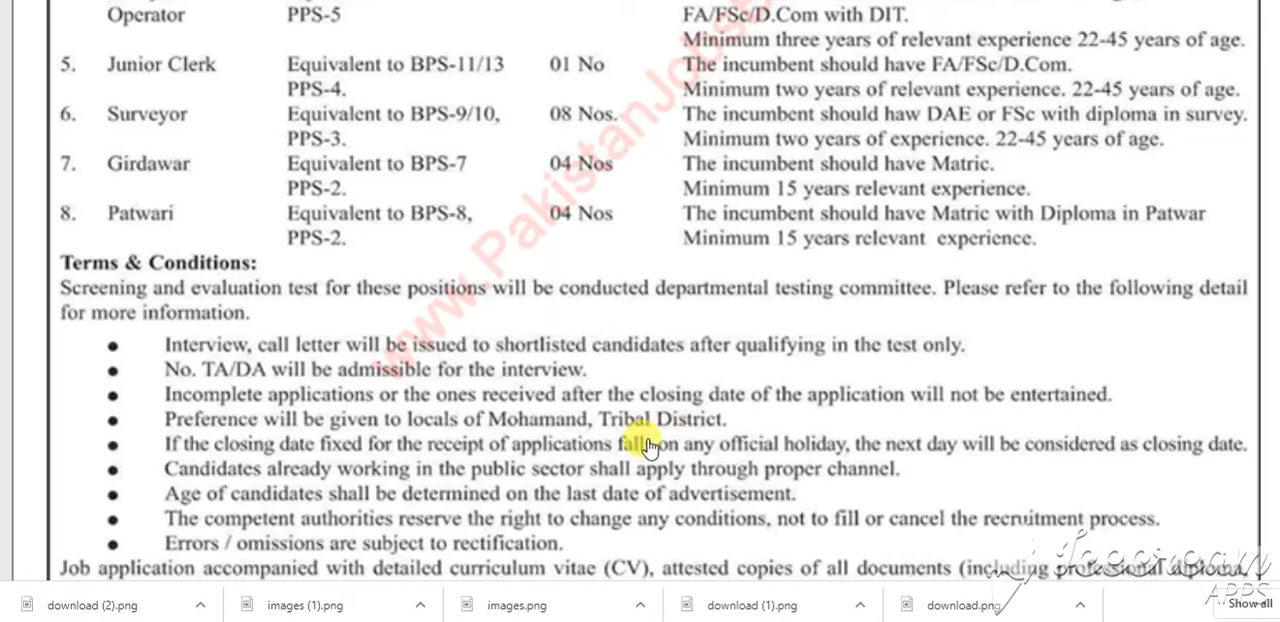 Operator PPS-5 FA/FSc/D.Com with DIT.
Minimum three years of relevant experience 22-45 years of age.
5. Junior Clerk Equivalent to BPS-11/13 01 No The incumbent should have FA/FSc/D.Com.
PPS-4. Minimum two years of relevant experience. 22-45 years of age.
6. Surveyor Equivalent to BPS-9/10, 08 Nos. The incumbent should haw DAE or FSc with diploma in survey.
PPS-3. Minimum two years of experience. 22-45 years of age.
7. Girdawar Equivalent to BPS-7 04 Nos The incumbent should have Matric.
PPS-2. Minimum 15 years relevant experience.
8. Patwari Equivalent to BPS-8, 04 Nos The incumbent should have Matric with Diploma in Patwar
PPS-2. Minimum 15 years relevant experience.
Terms & Conditions:
Screening and evaluation test for these positions will be conducted departmental testing committee. Please refer to the following detail
for more information.
● Interview, call letter will be issued to shortlisted candidates after qualifying in the test only.
● No. TA/DA will be admissible for the interview.
● Incomplete applications or the ones received after the closing date of the application will not be entertained.
● Preference will be given to locals of Mohamand, Tribal District.
● If the closing date fixed for the receipt of applications fall on any official holiday, the next day will be considered as closing date.
● Candidates already working in the public sector shall apply through proper channel.
● Age of candidates shall be determined on the last date of advertisement.
● The competent authorities reserve the right to change any conditions, not to fill or cancel the recruitment process.
● Errors / omissions are subject to rectification.
Job application accompanied with detailed curriculum vitae (CV), attested copies of all documents (including professional diploma,
www.PakistanJobs
APPS
download (2).png images (1).png images.png download (1).png download.png Show all